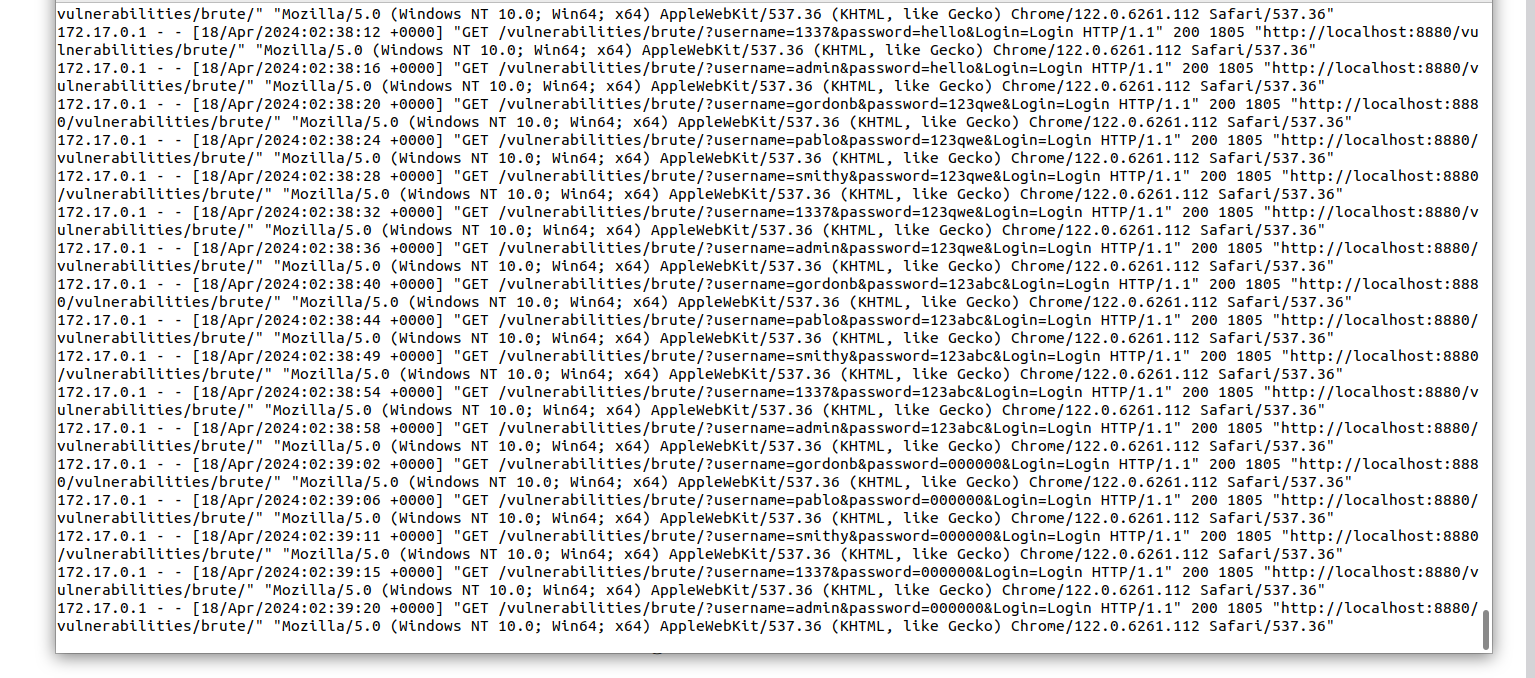 vulnerabilities/brute/" "Mozilla/5.0 (Windows NT 10.0; Win64; x64) AppleWebKit/537.36 (KHTML, like Gecko) Chrome/122.0.6261.112 Safari/537.36"
172.17.0.1 - - [18/Apr/2024:02:38:12 +0000] "GET /vulnerabilities/brute/?username=1337&password=hello&Login=Login HTTP/1.1" 200 1805 "http://localhost:8880/vu
lnerabilities/brute/" "Mozilla/5.0 (Windows NT 10.0; Win64; x64) AppleWebKit/537.36 (KHTML, like Gecko) Chrome/122.0.6261.112 Safari/537.36"
172.17.0.1 - - [18/Apr/2024:02:38:16 +0000] "GET /vulnerabilities/brute/?username=admin&password=hello&Login=Login HTTP/1.1" 200 1805 "http://localhost:8880/v
ulnerabilities/brute/" "Mozilla/5.0 (Windows NT 10.0; Win64; x64) AppleWebKit/537.36 (KHTML, like Gecko) Chrome/122.0.6261.112 Safari/537.36"
172.17.0.1 - - [18/Apr/2024:02:38:20 +0000] "GET /vulnerabilities/brute/?username=gordonb&password=123qwe&Login=Login HTTP/1.1" 200 1805 "http://localhost:888
0/vulnerabilities/brute/" "Mozilla/5.0 (Windows NT 10.0; Win64; x64) AppleWebKit/537.36 (KHTML, like Gecko) Chrome/122.0.6261.112 Safari/537.36"
172.17.0.1 - - [18/Apr/2024:02:38:24 +0000] "GET /vulnerabilities/brute/?username=pablo&password=123qwe&Login=Login HTTP/1.1" 200 1805 "http://localhost:8880/
vulnerabilities/brute/" "Mozilla/5.0 (Windows NT 10.0; Win64; x64) AppleWebKit/537.36 (KHTML, like Gecko) Chrome/122.0.6261.112 Safari/537.36"
172.17.0.1 - - [18/Apr/2024:02:38:28 +0000] "GET /vulnerabilities/brute/?username=smithy&password=123qwe&Login=Login HTTP/1.1" 200 1805 "http://localhost:8880
/vulnerabilities/brute/" "Mozilla/5.0 (Windows NT 10.0; Win64; x64) AppleWebKit/537.36 (KHTML, like Gecko) Chrome/122.0.6261.112 Safari/537.36"
172.17.0.1 - - [18/Apr/2024:02:38:32 +0000] "GET /vulnerabilities/brute/?username=1337&password=123qwe&Login=Login HTTP/1.1" 200 1805 "http://localhost:8880/v
ulnerabilities/brute/" "Mozilla/5.0 (Windows NT 10.0; Win64; x64) AppleWebKit/537.36 (KHTML, like Gecko) Chrome/122.0.6261.112 Safari/537.36"
172.17.0.1 - - [18/Apr/2024:02:38:36 +0000] "GET /vulnerabilities/brute/?username=admin&password=123qwe&Login=Login HTTP/1.1" 200 1805 "http://localhost:8880/
vulnerabilities/brute/" "Mozilla/5.0 (Windows NT 10.0; Win64; x64) AppleWebKit/537.36 (KHTML, like Gecko) Chrome/122.0.6261.112 Safari/537.36"
172.17.0.1 - - [18/Apr/2024:02:38:40 +0000] "GET /vulnerabilities/brute/?username=gordonb&password=123abc&Login=Login HTTP/1.1" 200 1805 "http://localhost:888
0/vulnerabilities/brute/" "Mozilla/5.0 (Windows NT 10.0; Win64; x64) AppleWebKit/537.36 (KHTML, like Gecko) Chrome/122.0.6261.112 Safari/537.36"
172.17.0.1 - - [18/Apr/2024:02:38:44 +0000] "GET /vulnerabilities/brute/?username=pablo&password=123abc&Login=Login HTTP/1.1" 200 1805 "http://localhost:8880/
vulnerabilities/brute/" "Mozilla/5.0 (Windows NT 10.0; Win64; x64) AppleWebKit/537.36 (KHTML, like Gecko) Chrome/122.0.6261.112 Safari/537.36"
172.17.0.1 - - [18/Apr/2024:02:38:49 +0000] "GET /vulnerabilities/brute/?username=smithy&password=123abc&Login=Login HTTP/1.1" 200 1805 "http://localhost:8880
/vulnerabilities/brute/" "Mozilla/5.0 (Windows NT 10.0; Win64; x64) AppleWebKit/537.36 (KHTML, like Gecko) Chrome/122.0.6261.112 Safari/537.36"
172.17.0.1 - - [18/Apr/2024:02:38:54 +0000] "GET /vulnerabilities/brute/?username=1337&password=123abc&Login=Login HTTP/1.1" 200 1805 "http://localhost:8880/v
ulnerabilities/brute/" "Mozilla/5.0 (Windows NT 10.0; Win64; x64) AppleWebKit/537.36 (KHTML, like Gecko) Chrome/122.0.6261.112 Safari/537.36"
172.17.0.1 - - [18/Apr/2024:02:38:58 +0000] "GET /vulnerabilities/brute/?username=admin&password=123abc&Login=Login HTTP/1.1" 200 1805 "http://localhost:8880/
vulnerabilities/brute/" "Mozilla/5.0 (Windows NT 10.0; Win64; x64) AppleWebKit/537.36 (KHTML, like Gecko) Chrome/122.0.6261.112 Safari/537.36"
172.17.0.1 - - [18/Apr/2024:02:39:02 +0000] "GET /vulnerabilities/brute/?username=gordonb&password=000000&Login=Login HTTP/1.1" 200 1805 "http://localhost:888
0/vulnerabilities/brute/" "Mozilla/5.0 (Windows NT 10.0; Win64; x64) AppleWebKit/537.36 (KHTML, like Gecko) Chrome/122.0.6261.112 Safari/537.36"
172.17.0.1 - - [18/Apr/2024:02:39:06 +0000] "GET /vulnerabilities/brute/?username=pablo&password=000000&Login=Login HTTP/1.1" 200 1805 "http://localhost:8880/
vulnerabilities/brute/" "Mozilla/5.0 (Windows NT 10.0; Win64; x64) AppleWebKit/537.36 (KHTML, like Gecko) Chrome/122.0.6261.112 Safari/537.36"
172.17.0.1 - - [18/Apr/2024:02:39:11 +0000] "GET /vulnerabilities/brute/?username=smithy&password=000000&Login=Login HTTP/1.1" 200 1805 "http://localhost:8880
/vulnerabilities/brute/" "Mozilla/5.0 (Windows NT 10.0; Win64; x64) AppleWebKit/537.36 (KHTML, like Gecko) Chrome/122.0.6261.112 Safari/537.36"
172.17.0.1 - - [18/Apr/2024:02:39:15 +0000] "GET /vulnerabilities/brute/?username=1337&password=000000&Login=Login HTTP/1.1" 200 1805 "http://localhost:8880/v
ulnerabilities/brute/" "Mozilla/5.0 (Windows NT 10.0; Win64; x64) AppleWebKit/537.36 (KHTML, like Gecko) Chrome/122.0.6261.112 Safari/537.36"
172.17.0.1 - - [18/Apr/2024:02:39:20 +0000] "GET /vulnerabilities/brute/?username=admin&password=000000&Login=Login HTTP/1.1" 200 1805 "http://localhost:8880/
vulnerabilities/brute/" "Mozilla/5.0 (Windows NT 10.0; Win64; x64) AppleWebKit/537.36 (KHTML, like Gecko) Chrome/122.0.6261.112 Safari/537.36"